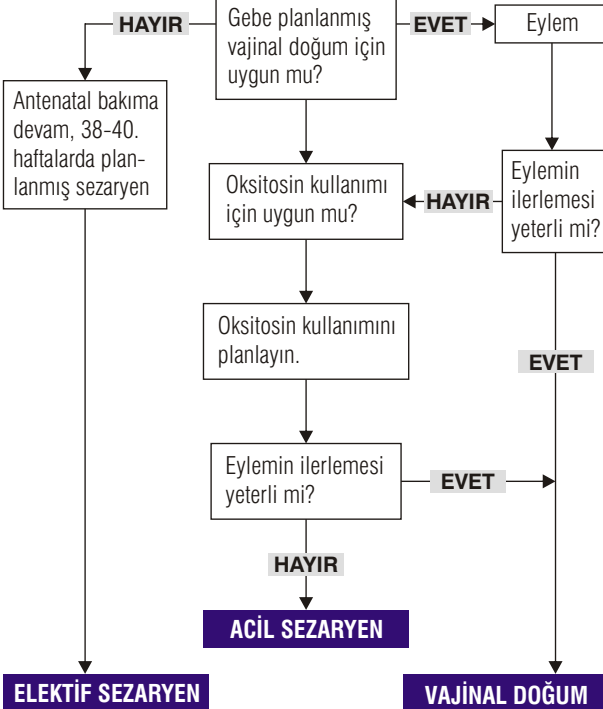 HAYIR
Gebe planlanmış
vajinal doğum için
uygun mu?
EVET
Eylem
Antenatal bakıma
devam, 38-40.
haftalarda plan-
lanmış sezaryen
Oksitosin kullanımı
için uygun mu?
HAYIR
Eylemin
ilerlemesi
yeterli mi?
Oksitosin kullanımını
planlayın.
EVET
Eylemin ilerlemesi
yeterli mi?
EVET
HAYIR
ACİL SEZARYEN
ELEKTİF SEZARYEN
VAJİNAL DOĞUM